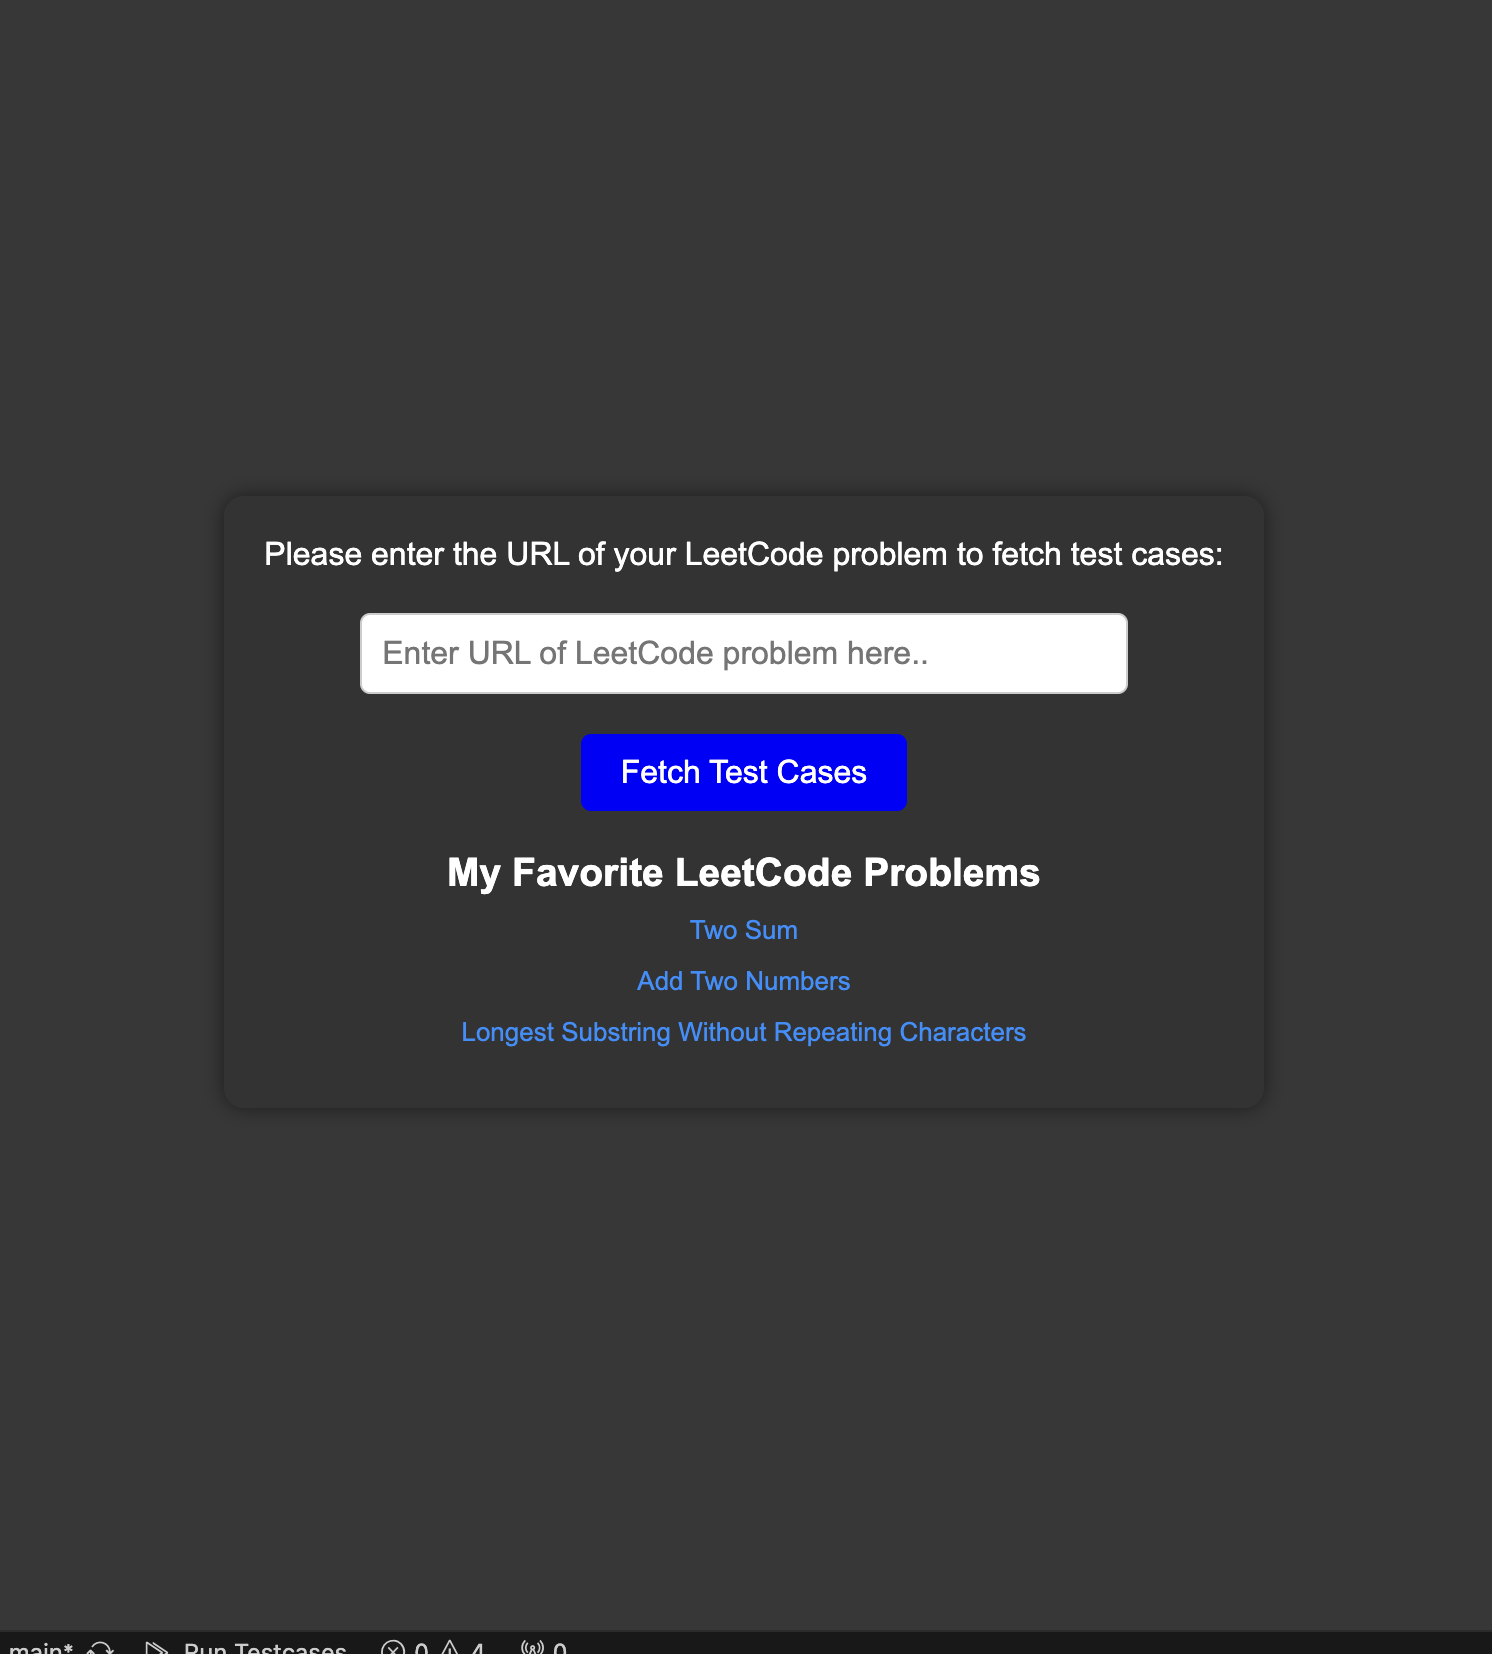 Please enter the URL of your LeetCode problem to fetch test cases:
Enter URL of LeetCode problem here..
Fetch Test Cases
My Favorite LeetCode Problems
Two Sum
Add Two Numbers
Longest Substring Without Repeating Characters
main* Run Testcases 0 4 0